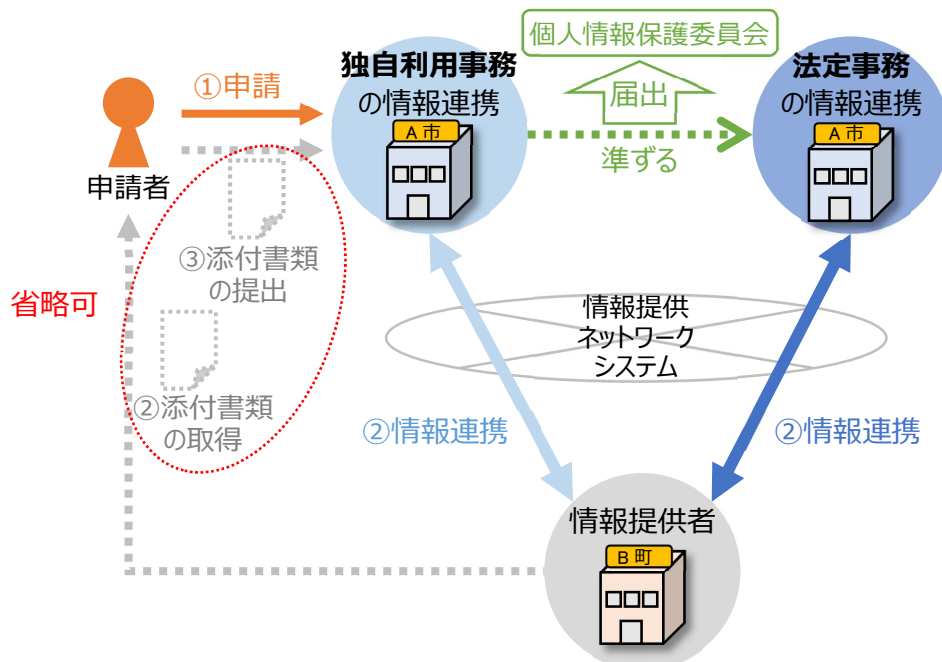 個人情報保護委員会
届出
独自利用事務
の情報連携
A市
法定事務
の情報連携
A市
①申請
準ずる
申請者
③添付書類
の提出
省略可
②添付書類
の取得
情報提供
ネットワーク
システム
②情報連携
②情報連携
情報提供者
B町